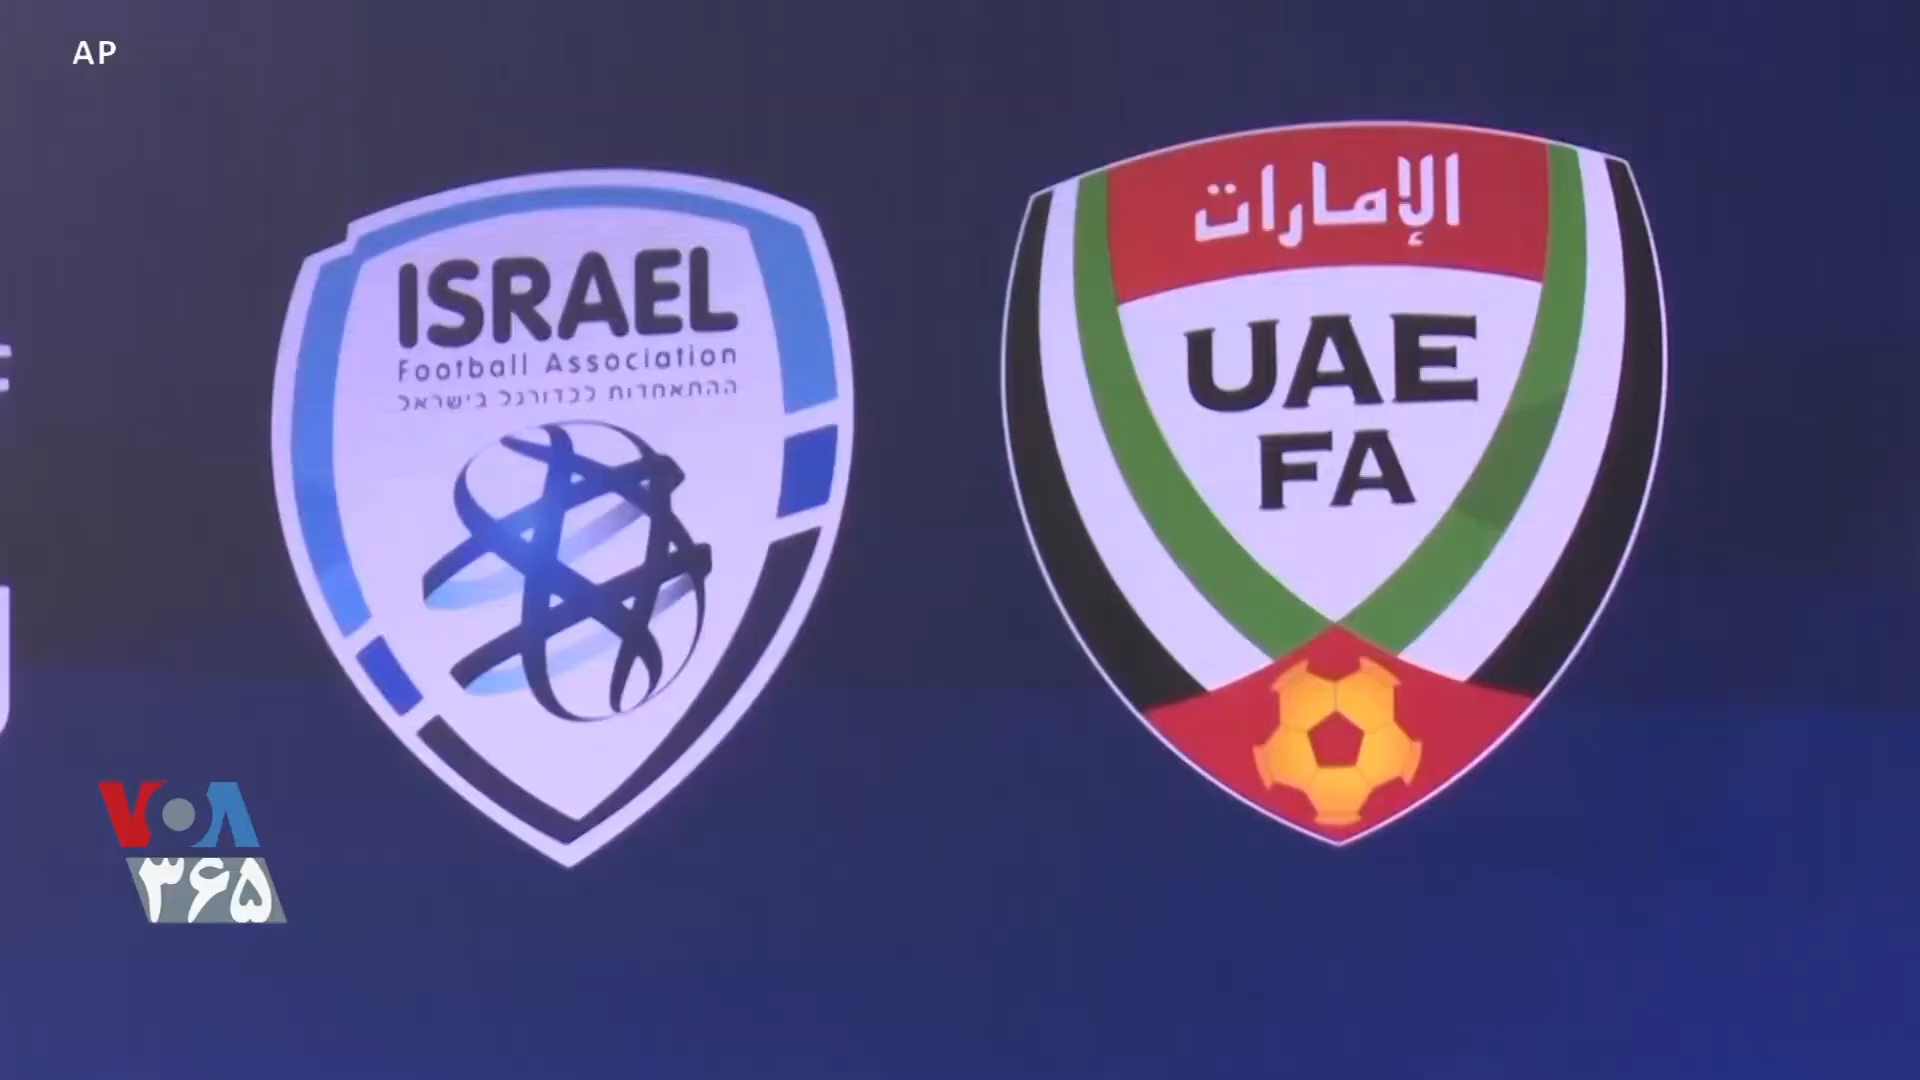 AP
ISRAEL
Football Association
ההתאחדות לכדורגל בישראל
الإمارات
UAE
FA
VOA
۳۶۵